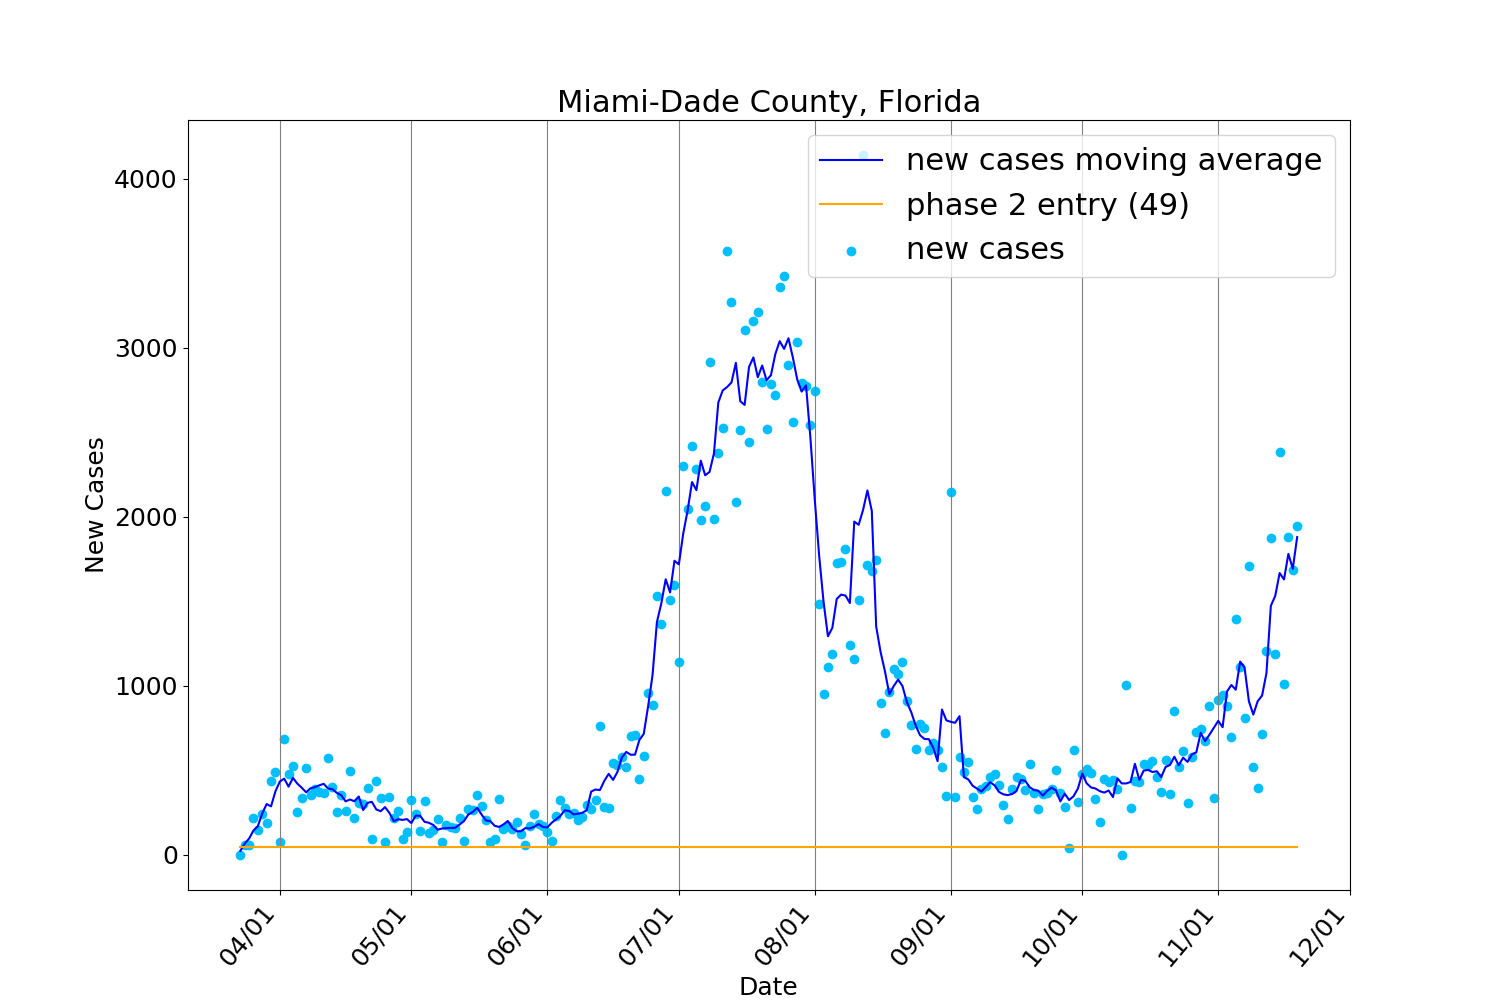 Miami-Dade County, Florida
new cases moving average
phase 2 entry (49)
new cases
New Cases
4000
3000
2000
1000
0
04/01
05/01
06/01
07/01
08/01
09/01
10/01
11/01
12/01
Date